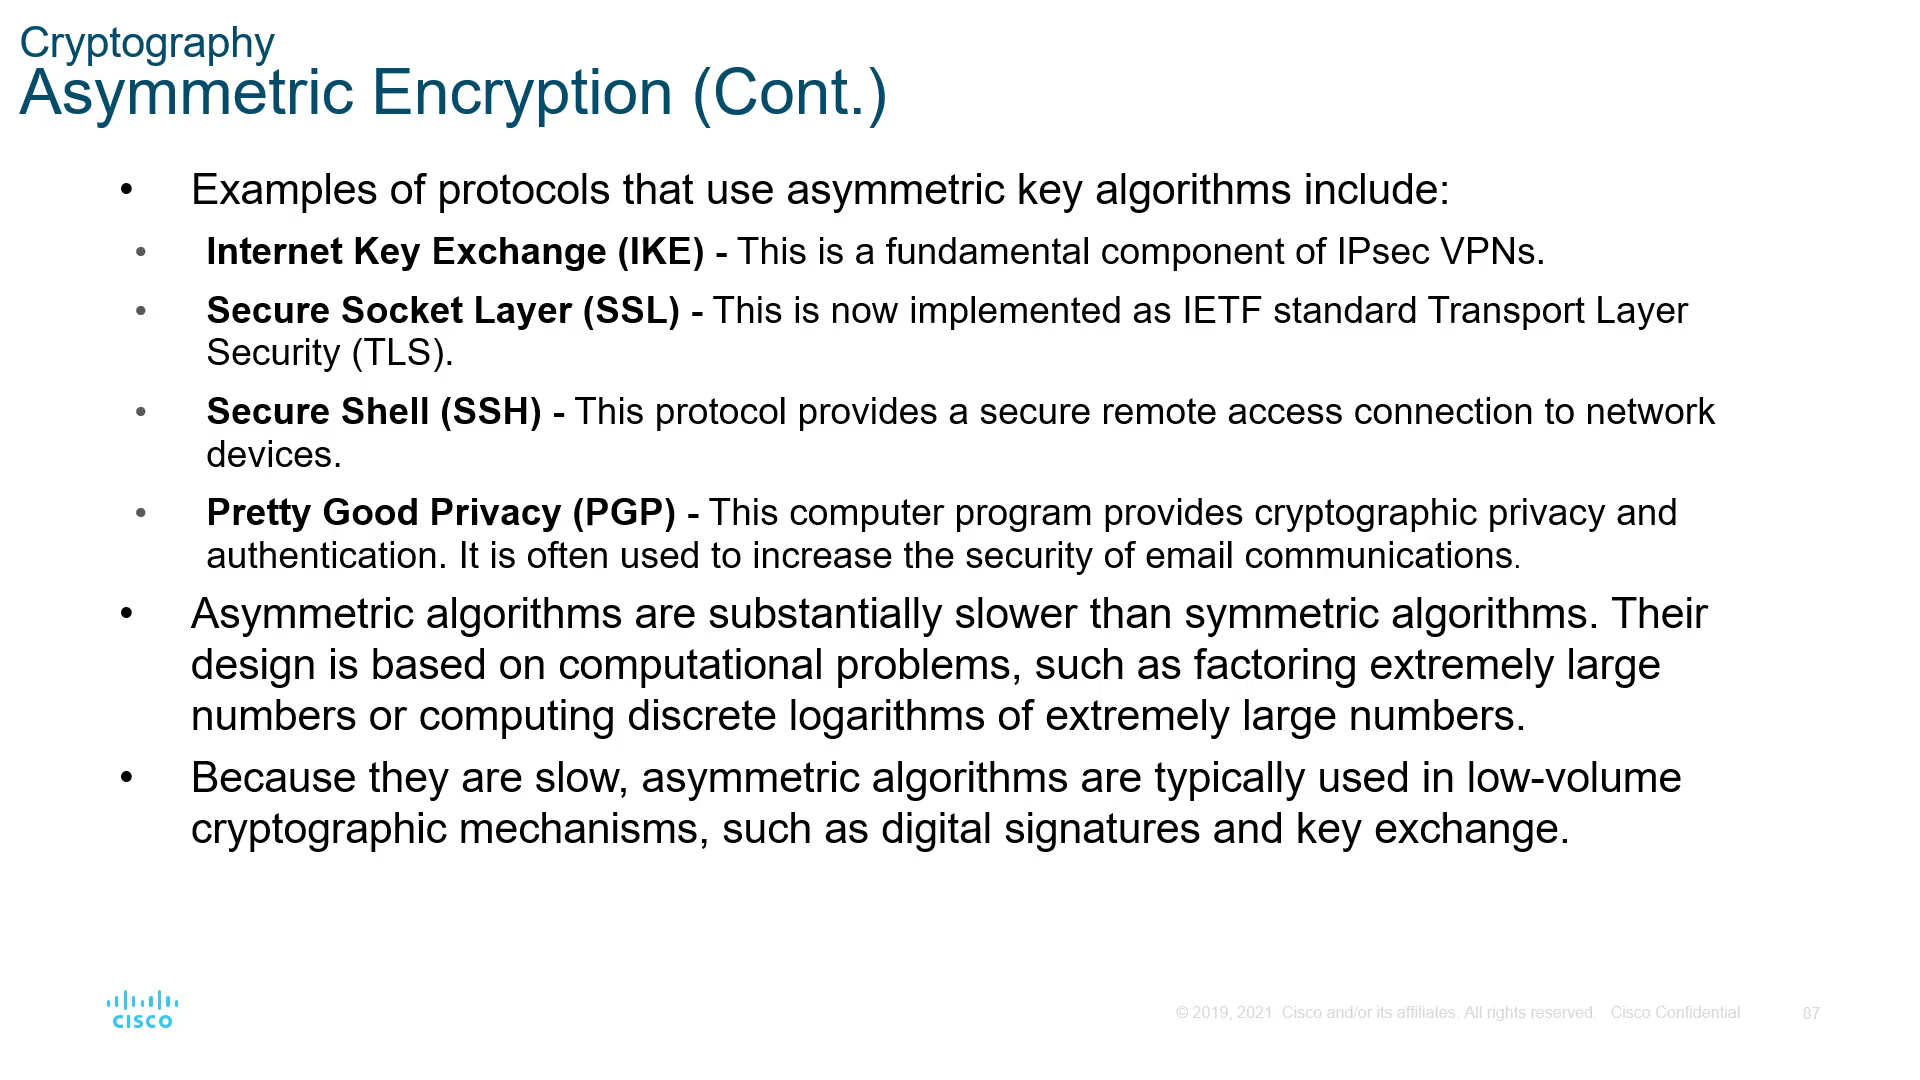 Cryptography
Asymmetric Encryption (Cont.)
• Examples of protocols that use asymmetric key algorithms include:
• Internet Key Exchange (IKE) - This is a fundamental component of IPsec VPNs.
• Secure Socket Layer (SSL) - This is now implemented as IETF standard Transport Layer
Security (TLS).
• Secure Shell (SSH) - This protocol provides a secure remote access connection to network
devices.
• Pretty Good Privacy (PGP) - This computer program provides cryptographic privacy and
authentication. It is often used to increase the security of email communications.
• Asymmetric algorithms are substantially slower than symmetric algorithms. Their
design is based on computational problems, such as factoring extremely large
numbers or computing discrete logarithms of extremely large numbers.
• Because they are slow, asymmetric algorithms are typically used in low-volume
cryptographic mechanisms, such as digital signatures and key exchange.
CISCO
© 2019, 2021 Cisco and/or its affiliates. All rights reserved. Cisco Confidential
87